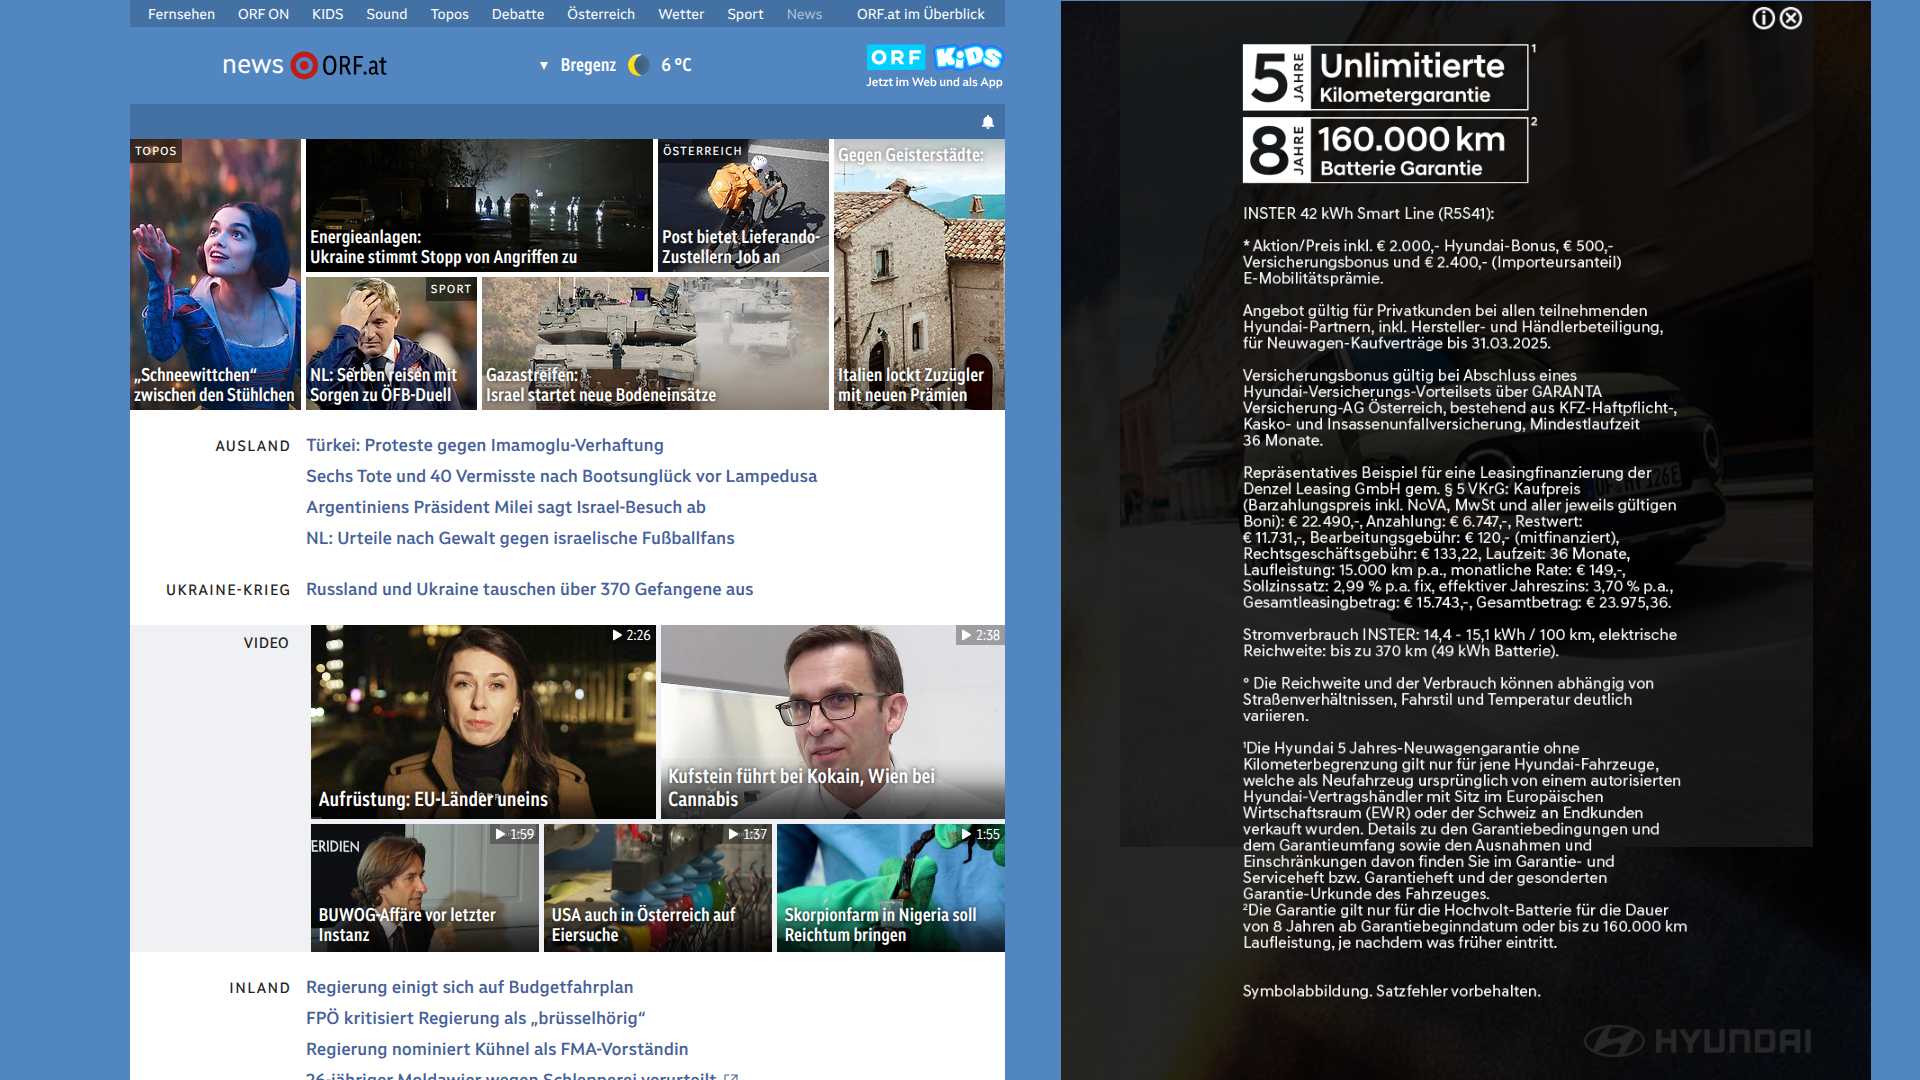 Fernsehen ORF ON KIDS Sound Topos Debatte Österreich Wetter Sport News ORF.at im Überblick
news ORF.at
▼ Bregenz 6 °C
ORF KiDS
Jetzt im Web und als App
TOPOS
„Schneewittchen“
zwischen den Stühlchen
Energieanlagen:
Ukraine stimmt Stopp von Angriffen zu
ÖSTERREICH
Post bietet Lieferando-
Zustellern Job an
Gegen Geisterstädte:
Italien lockt Zuzügler
mit neuen Prämien
SPORT
NL: Serben reisen mit
Sorgen zu ÖFB-Duell
Gazastreifen:
Israel startet neue Bodeneinsätze
AUSLAND
Türkei: Proteste gegen Imamoglu-Verhaftung
Sechs Tote und 40 Vermisste nach Bootsunglück vor Lampedusa
Argentiniens Präsident Milei sagt Israel-Besuch ab
NL: Urteile nach Gewalt gegen israelische Fußballfans
UKRAINE-KRIEG
Russland und Ukraine tauschen über 370 Gefangene aus
VIDEO
2:26
Aufrüstung: EU-Länder uneins
2:38
Kufstein führt bei Kokain, Wien bei
Cannabis
1:59
ERIDIEN
BUWOG-Affäre vor letzter
Instanz
1:37
USA auch in Österreich auf
Eiersuche
1:55
Skorpionfarm in Nigeria soll
Reichtum bringen
INLAND
Regierung einigt sich auf Budgetfahrplan
FPÖ kritisiert Regierung als „brüsselhörig“
Regierung nominiert Kühnel als FMA-Vorständin
26-jähriger Moldawier wegen Schlepperei verurteilt
5 JAHRE Unlimitierte Kilometergarantie 1
8 JAHRE 160.000 km Batterie Garantie 2
INSTER 42 kWh Smart Line (R5S41):
* Aktion/Preis inkl. € 2.000,- Hyundai-Bonus, € 500,-
Versicherungsbonus und € 2.400,- (Importeursanteil)
E-Mobilitätsprämie.
Angebot gültig für Privatkunden bei allen teilnehmenden
Hyundai-Partnern, inkl. Hersteller- und Händlerbeteiligung,
für Neuwagen-Kaufverträge bis 31.03.2025.
Versicherungsbonus gültig bei Abschluss eines
Hyundai-Versicherungs-Vorteilsets über GARANTA
Versicherung-AG Österreich, bestehend aus KFZ-Haftpflicht-,
Kasko- und Insassenunfallversicherung, Mindestlaufzeit
36 Monate.
Repräsentatives Beispiel für eine Leasingfinanzierung der
Denzel Leasing GmbH gem. § 5 VKrG: Kaufpreis
(Barzahlungspreis inkl. NoVA, MwSt und aller jeweils gültigen
Boni): € 22.490,-, Anzahlung: € 6.747,-, Restwert:
€ 11.731,-, Bearbeitungsgebühr: € 120,- (mitfinanziert),
Rechtsgeschäftsgebühr: € 133,22, Laufzeit: 36 Monate,
Laufleistung: 15.000 km p.a., monatliche Rate: € 149,-,
Sollzinssatz: 2,99 % p.a. fix, effektiver Jahreszins: 3,70 % p.a.,
Gesamtleasingbetrag: € 15.743,-, Gesamtbetrag: € 23.975,36.
Stromverbrauch INSTER: 14,4 - 15,1 kWh / 100 km, elektrische
Reichweite: bis zu 370 km (49 kWh Batterie).
° Die Reichweite und der Verbrauch können abhängig von
Straßenverhältnissen, Fahrstil und Temperatur deutlich
variieren.
¹Die Hyundai 5 Jahres-Neuwagengarantie ohne
Kilometerbegrenzung gilt nur für jene Hyundai-Fahrzeuge,
welche als Neufahrzeug ursprünglich von einem autorisierten
Hyundai-Vertragshändler mit Sitz im Europäischen
Wirtschaftsraum (EWR) oder der Schweiz an Endkunden
verkauft wurden. Details zu den Garantiebedingungen und
dem Garantieumfang sowie den Ausnahmen und
Einschränkungen davon finden Sie im Garantie- und
Serviceheft bzw. Garantieheft und der gesonderten
Garantie-Urkunde des Fahrzeuges.
²Die Garantie gilt nur für die Hochvolt-Batterie für die Dauer
von 8 Jahren ab Garantiebeginndatum oder bis zu 160.000 km
Laufleistung, je nachdem was früher eintritt.
Symbolabbildung. Satzfehler vorbehalten.
HYUNDAI